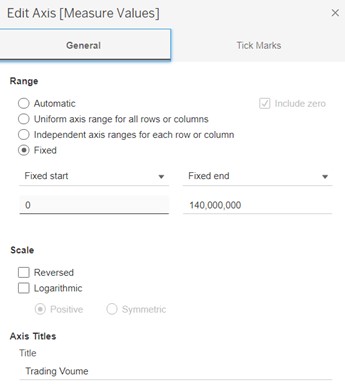 Edit Axis [Measure Values]
General
Tick Marks
Range
Automatic
Include zero
Uniform axis range for all rows or columns
Independent axis ranges for each row or column
Fixed
Fixed start
Fixed end
0
140,000,000
Scale
Reversed
Logarithmic
Positive
Symmetric
Axis Titles
Title
Trading Voume